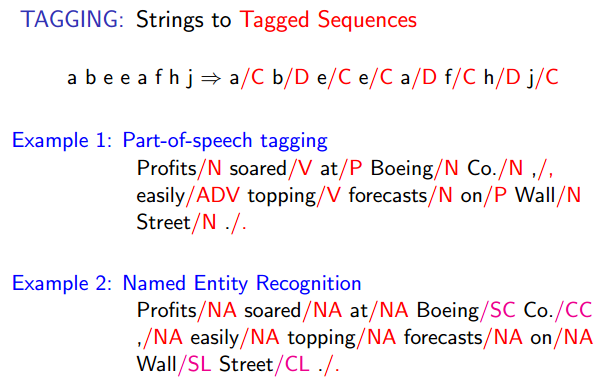 TAGGING: Strings to Tagged Sequences
a b e e a f h j ⇒ a/C b/D e/C e/C a/D f/C h/D j/C
Example 1: Part-of-speech tagging
Profits/N soared/V at/P Boeing/N Co./N ,/,
easily/ADV topping/V forecasts/N on/P Wall/N
Street/N ./.
Example 2: Named Entity Recognition
Profits/NA soared/NA at/NA Boeing/SC Co./CC
,/NA easily/NA topping/NA forecasts/NA on/NA
Wall/SL Street/CL ./.